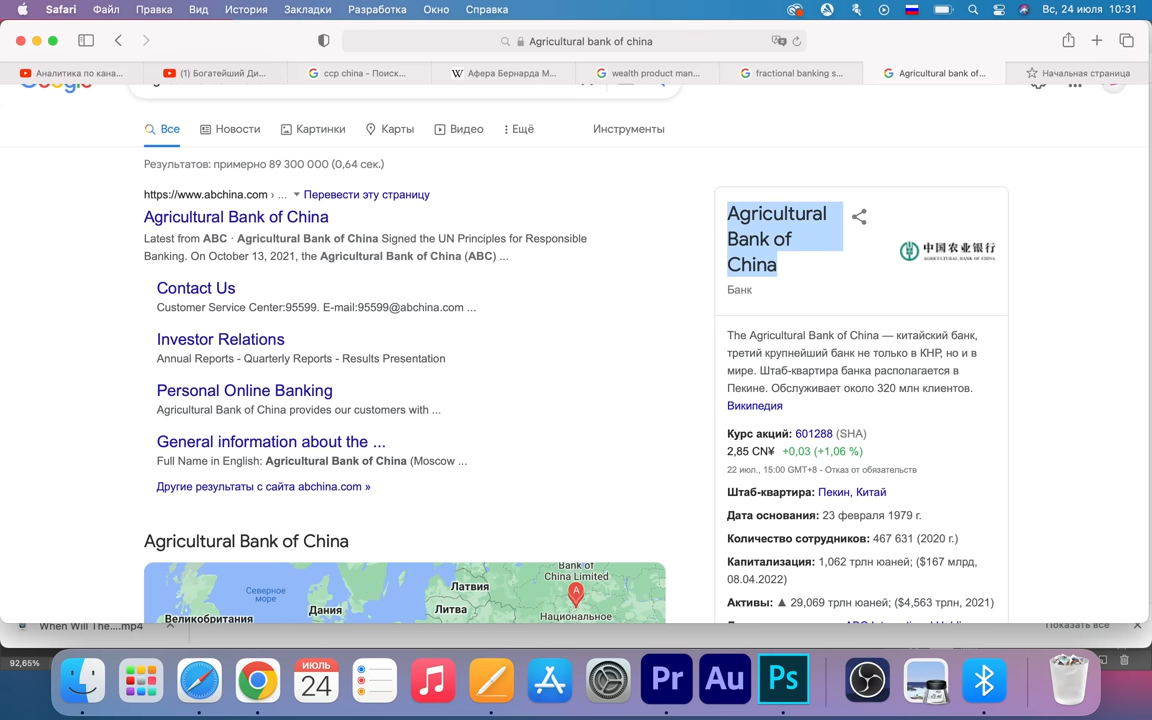 Safari Файл Правка Вид История Закладки Разработка Окно Справка
Вс, 24 июля 10:31
Agricultural bank of china
Аналитика по кана...
(1) Богатейший Ди...
ccp china - Поиск...
Афера Бернарда М...
wealth product man...
fractional banking s...
Agricultural bank of...
Начальная страница
Все Новости Картинки Карты Видео Ещё Инструменты
Результатов: примерно 89 300 000 (0,64 сек.)
https://www.abchina.com › ... Перевести эту страницу
Agricultural Bank of China
Latest from ABC · Agricultural Bank of China Signed the UN Principles for Responsible
Banking. On October 13, 2021, the Agricultural Bank of China (ABC) ...
Contact Us
Customer Service Center:95599. E-mail:95599@abchina.com ...
Investor Relations
Annual Reports - Quarterly Reports - Results Presentation
Personal Online Banking
Agricultural Bank of China provides our customers with ...
General information about the ...
Full Name in English: Agricultural Bank of China (Moscow ...
Другие результаты с сайта abchina.com »
Agricultural Bank of China
Северное
море
Дания
Латвия
Литва
Великобритания
Bank of
China Limited
A
Национальное
Agricultural
Bank of
China
Банк
中国农业银行
AGRICULTURAL BANK OF CHINA
The Agricultural Bank of China — китайский банк,
третий крупнейший банк не только в КНР, но и в
мире. Штаб-квартира банка располагается в
Пекине. Обслуживает около 320 млн клиентов.
Википедия
Курс акций: 601288 (SHA)
2,85 CN¥ +0,03 (+1,06 %)
22 июл., 15:00 GMT+8 - Отказ от обязательств
Штаб-квартира: Пекин, Китай
Дата основания: 23 февраля 1979 г.
Количество сотрудников: 467 631 (2020 г.)
Капитализация: 1,062 трлн юаней; ($167 млрд,
08.04.2022)
Активы: ▲ 29,069 трлн юаней; ($4,563 трлн, 2021)
When Will The....mp4
Показать все
92,65%
ИЮЛЬ
24
Pr
Au
Ps